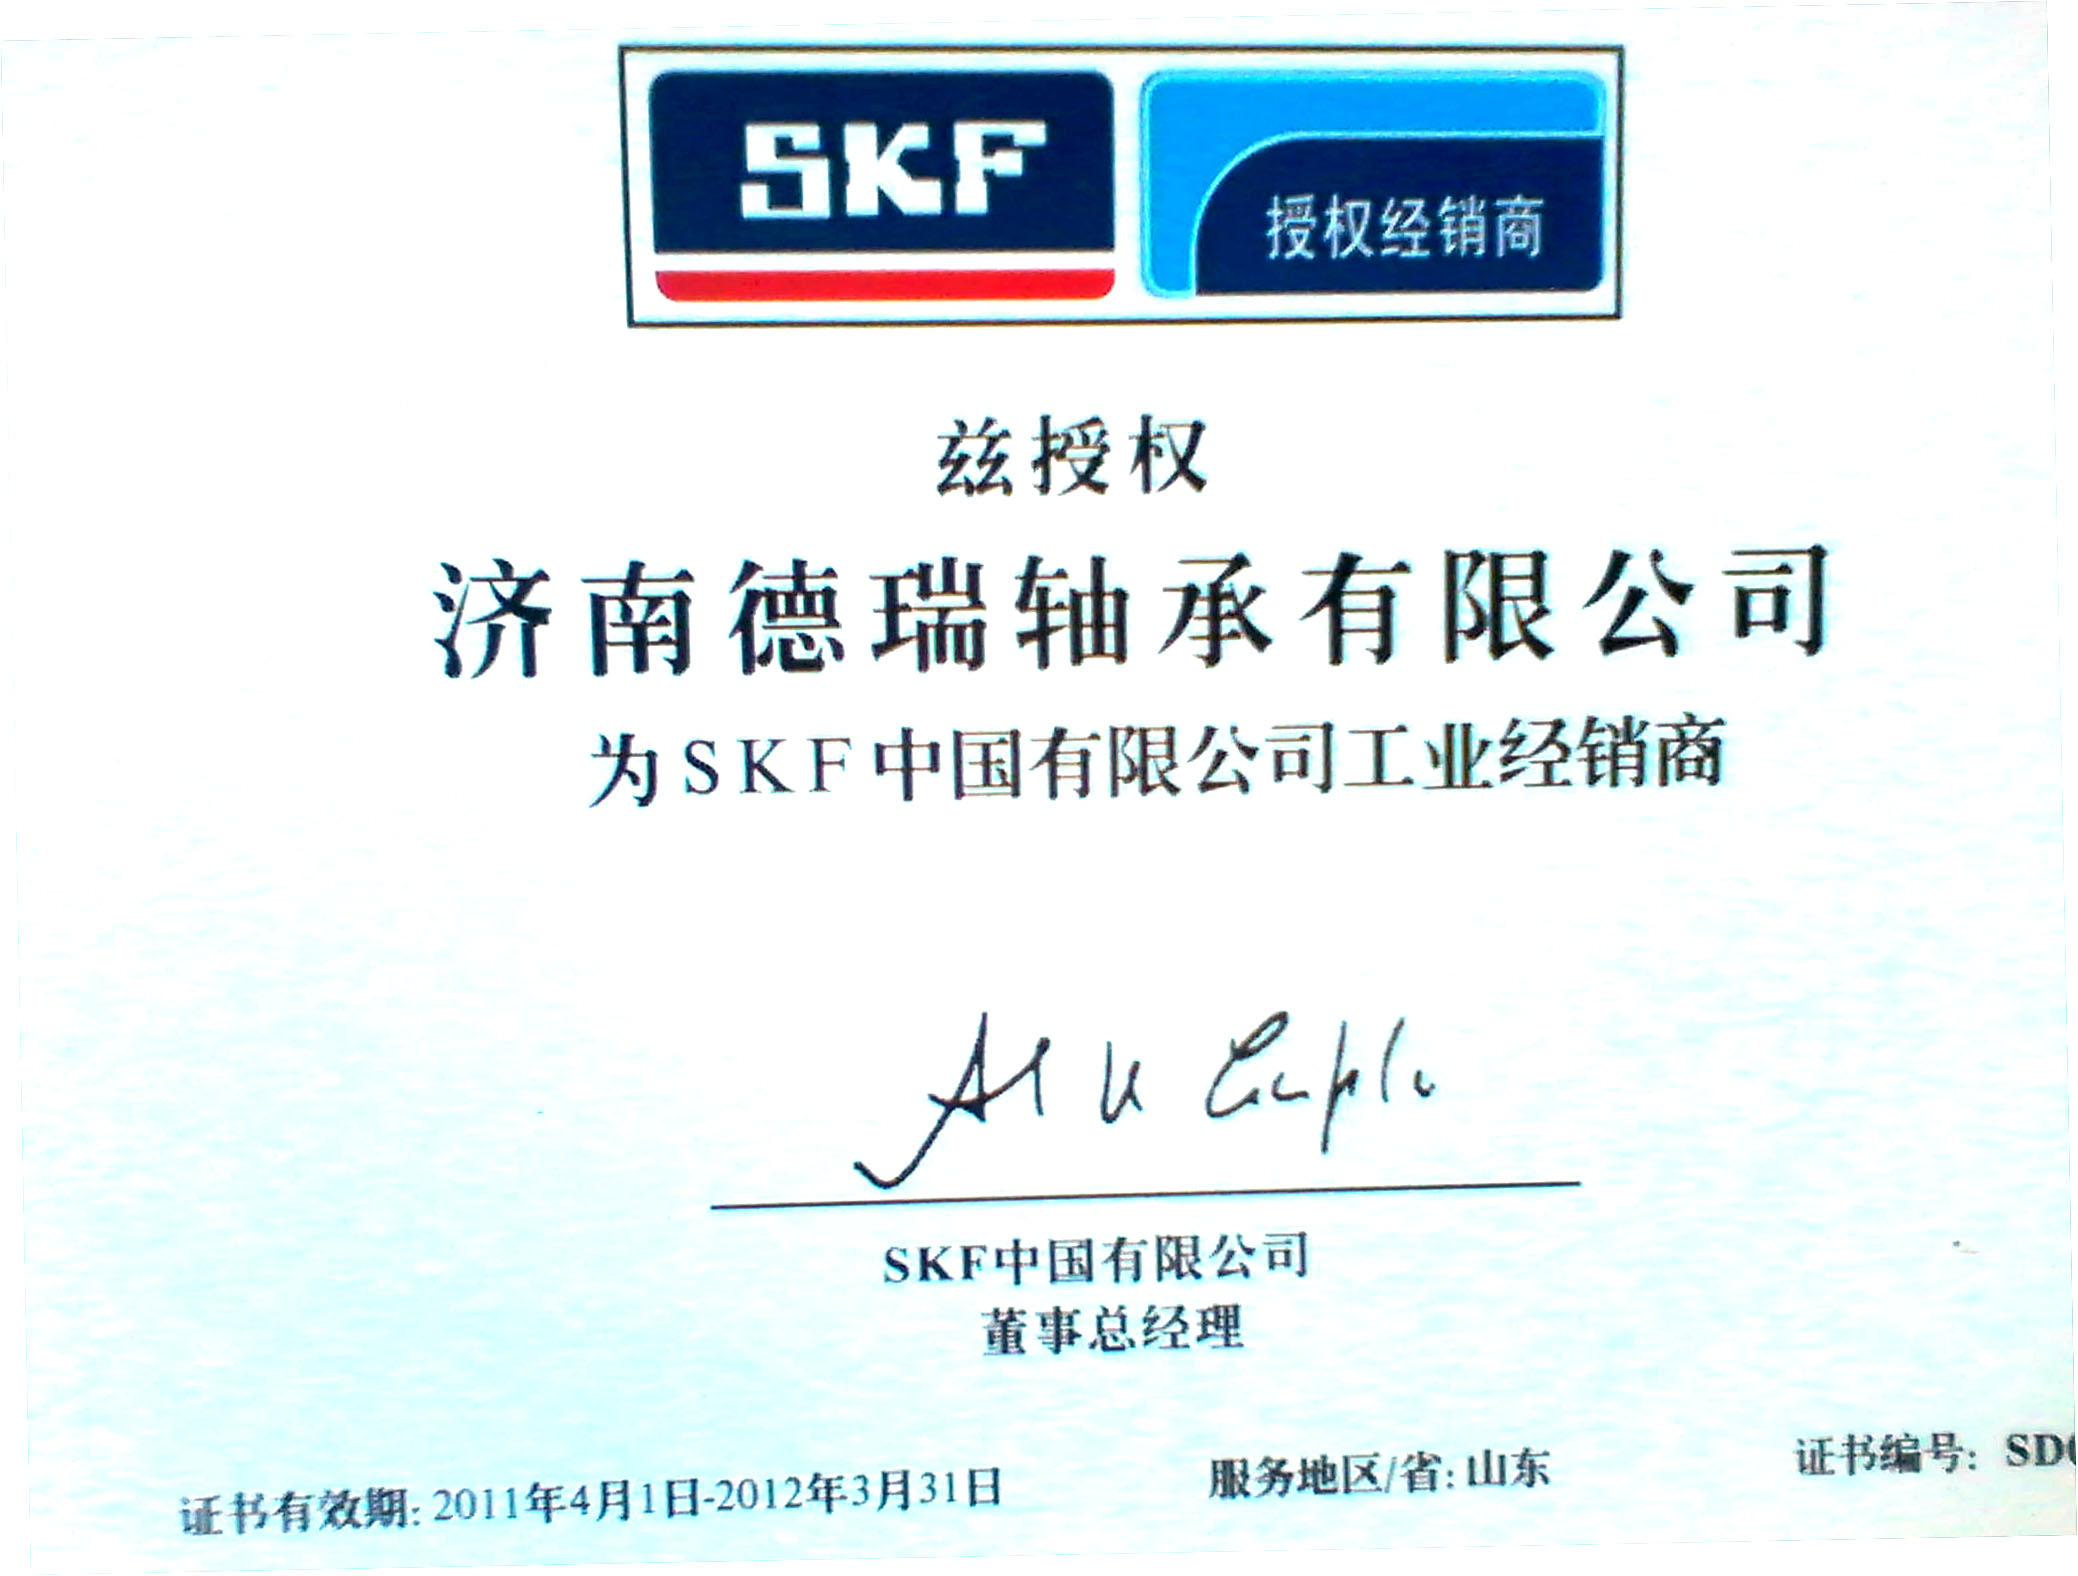 SKF
授权经销商
兹授权
济南德瑞轴承有限公司
为SKF中国有限公司工业经销商
SKF中国有限公司
董事总经理
证书有效期: 2011年4月1日-2012年3月31日
服务地区/省: 山东
证书编号: SD